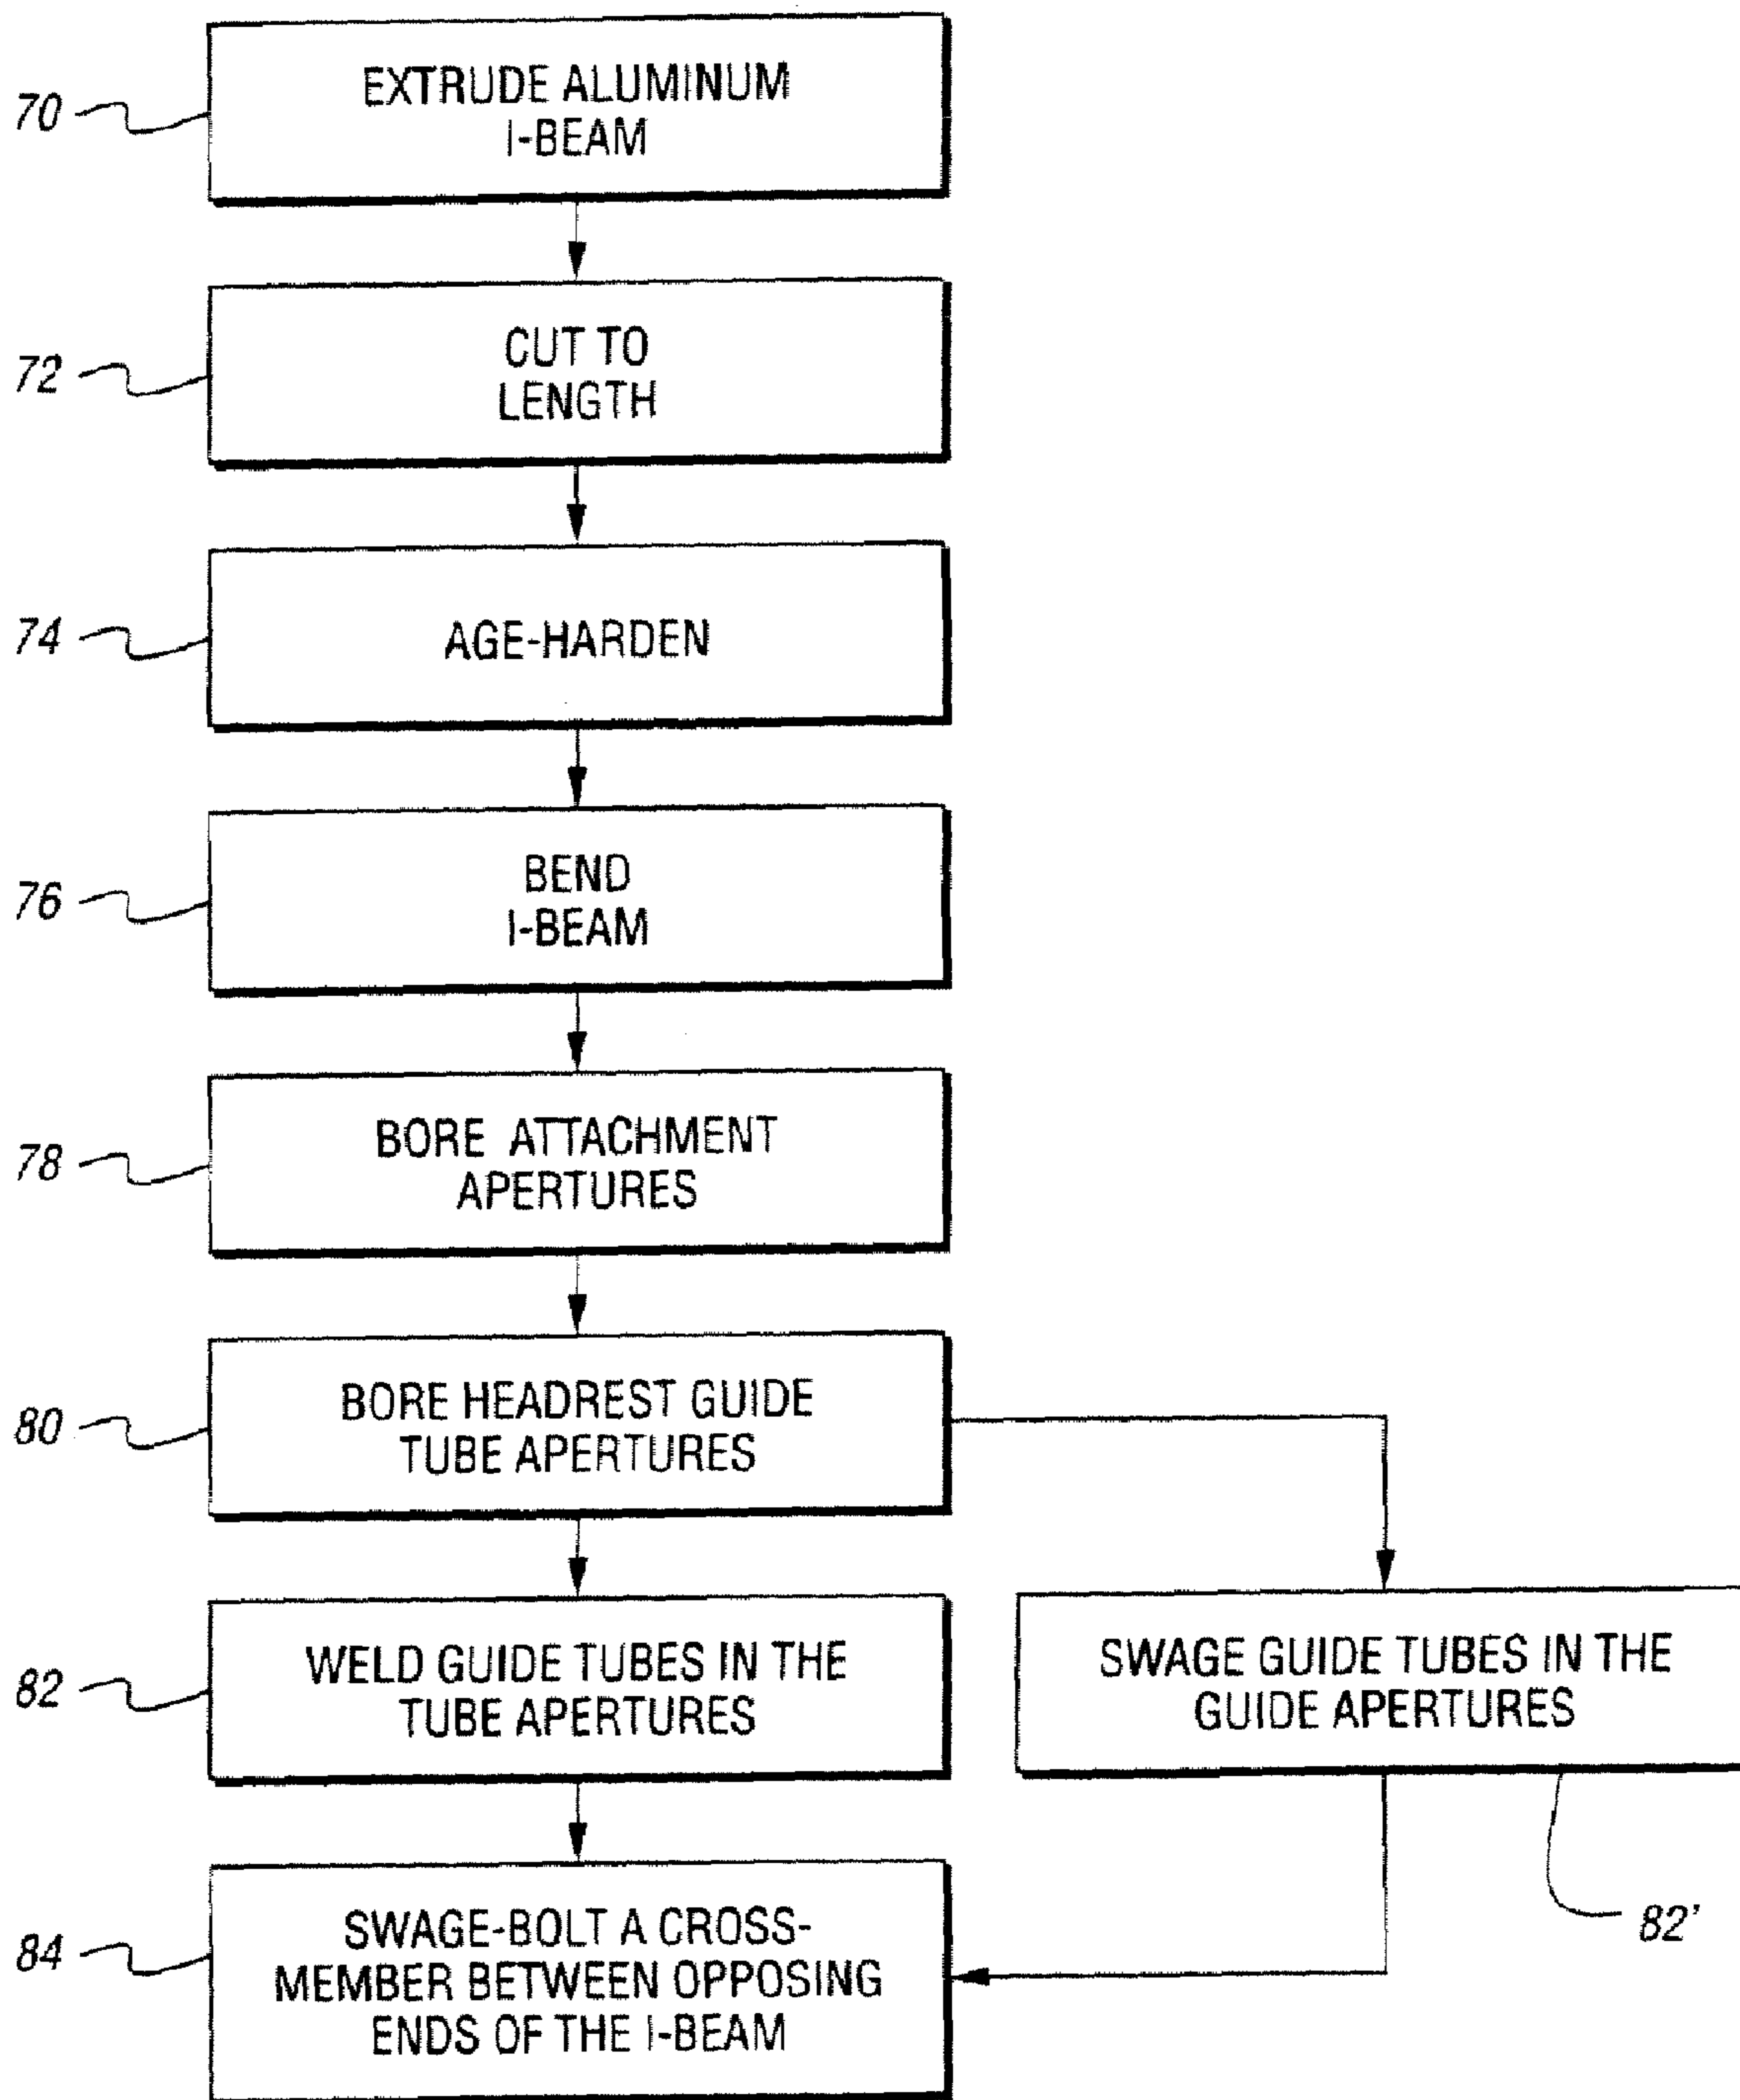 70
EXTRUDE ALUMINUM
I-BEAM
72
CUT TO
LENGTH
74
AGE-HARDEN
76
BEND
I-BEAM
78
BORE ATTACHMENT
APERTURES
80
BORE HEADREST GUIDE
TUBE APERTURES
82
WELD GUIDE TUBES IN THE
TUBE APERTURES
SWAGE GUIDE TUBES IN THE
GUIDE APERTURES
82'
84
SWAGE-BOLT A CROSS-
MEMBER BETWEEN OPPOSING
ENDS OF THE I-BEAM